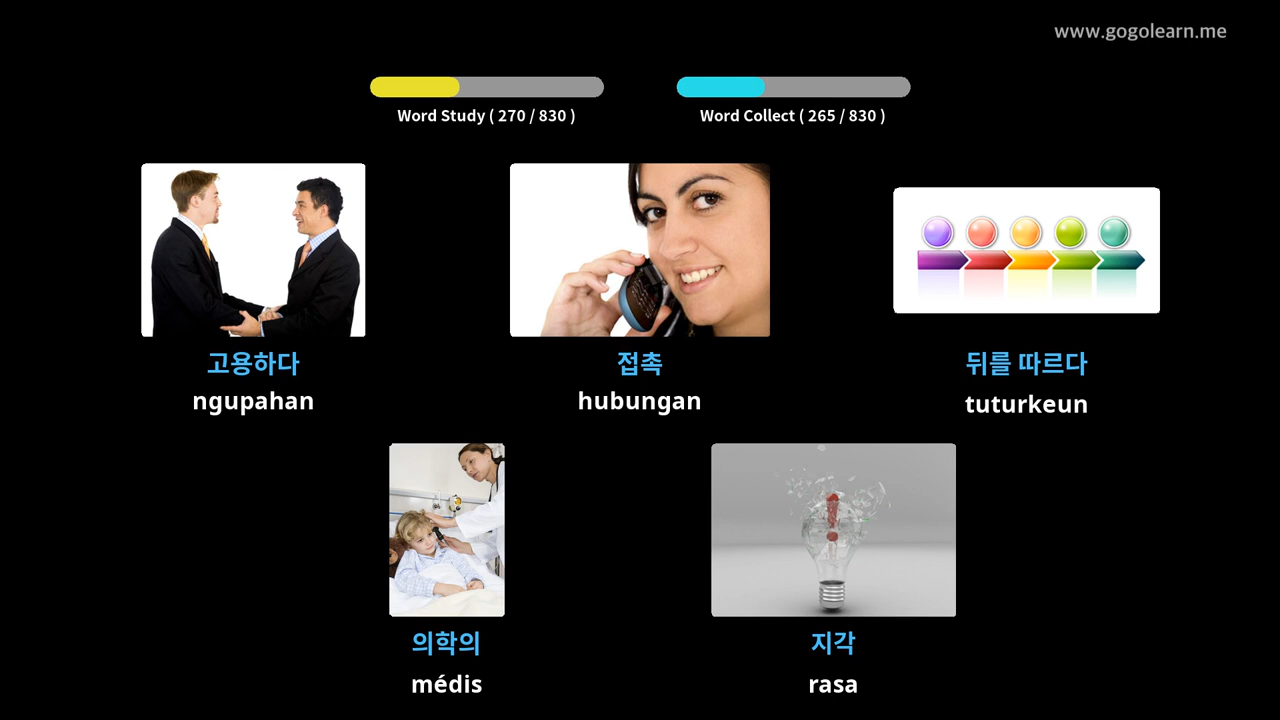 www.gogolearn.me
Word Study ( 270 / 830 )
Word Collect ( 265 / 830 )
고용하다
ngupahan
접촉
hubungan
뒤를 따르다
tuturkeun
의학의
médis
지각
rasa